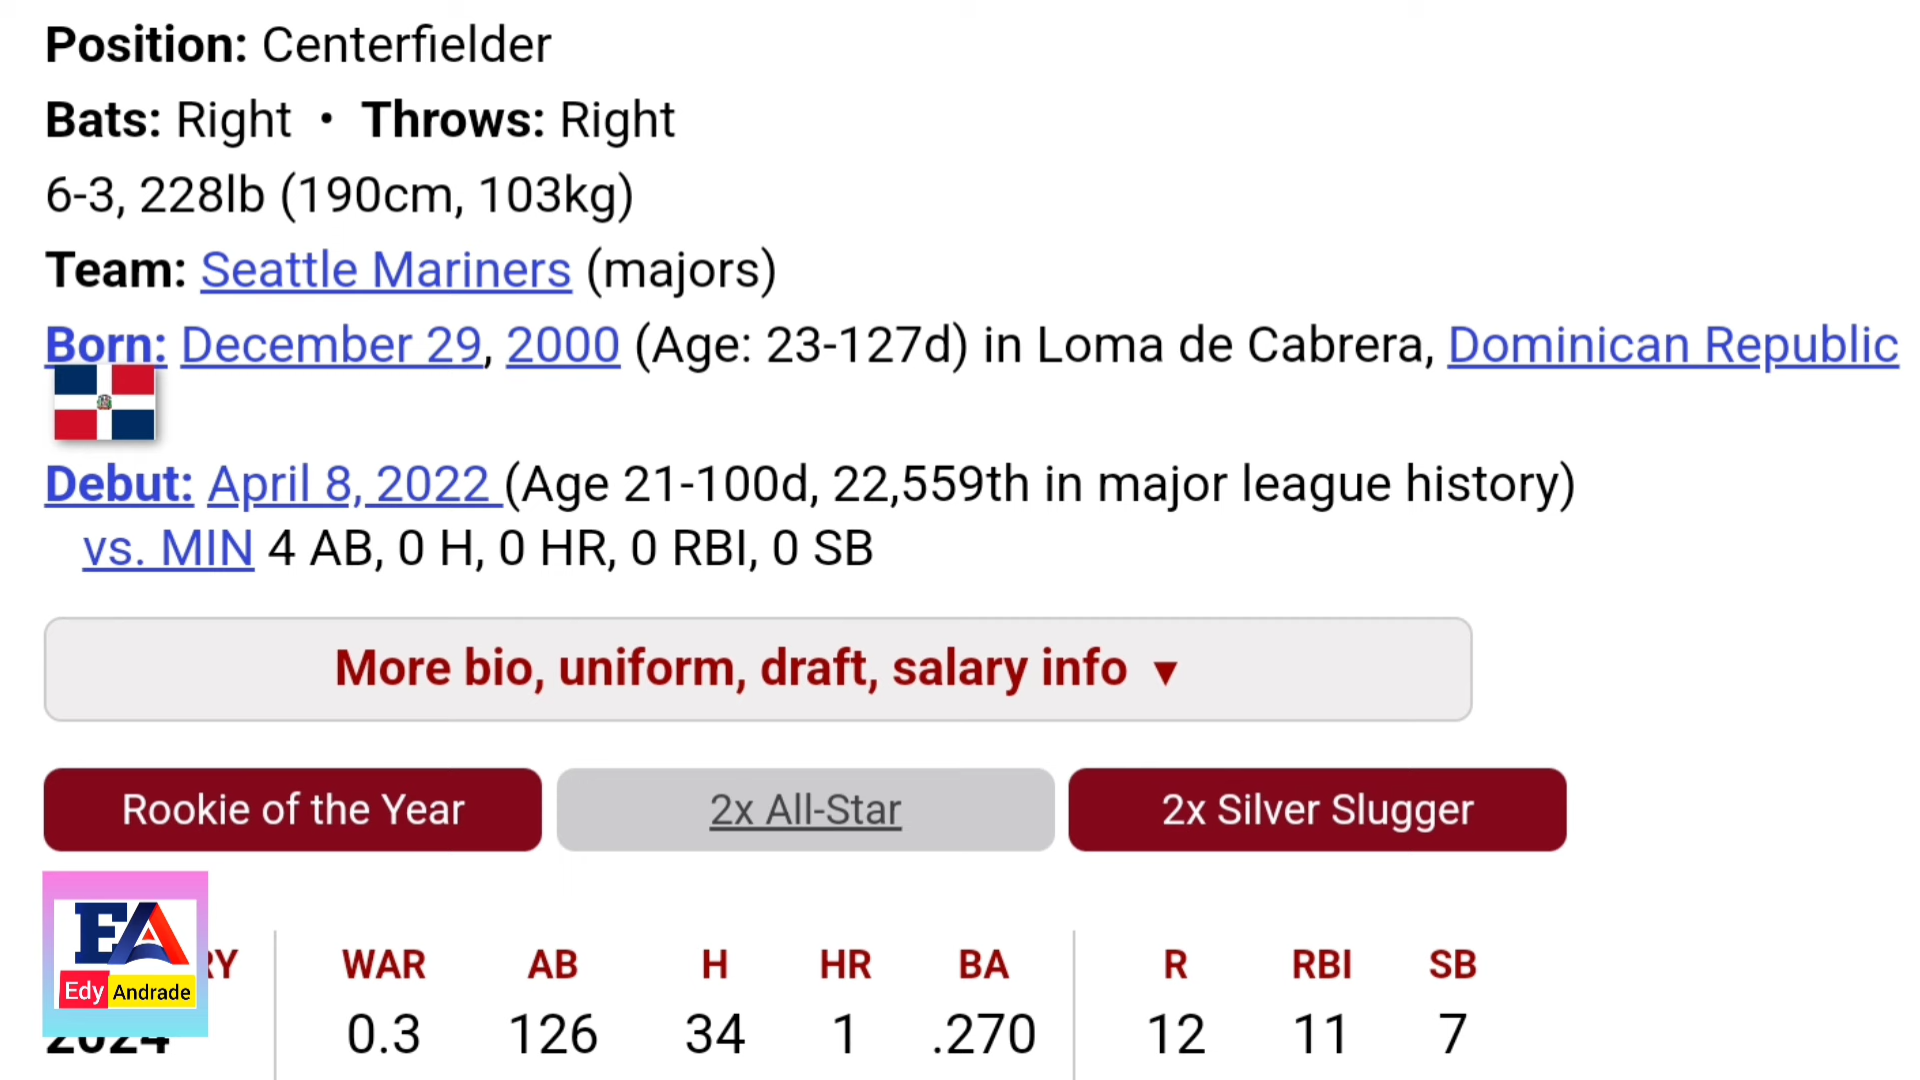 Position: Centerfielder
Bats: Right • Throws: Right
6-3, 228lb (190cm, 103kg)
Team: Seattle Mariners (majors)
Born: December 29, 2000 (Age: 23-127d) in Loma de Cabrera, Dominican Republic
Debut: April 8, 2022 (Age 21-100d, 22,559th in major league history)
vs. MIN 4 AB, 0 H, 0 HR, 0 RBI, 0 SB
More bio, uniform, draft, salary info ▼
Rookie of the Year 2x All-Star 2x Silver Slugger
EA
Edy Andrade
RY WAR AB H HR BA R RBI SB
2024 0.3 126 34 1 .270 12 11 7